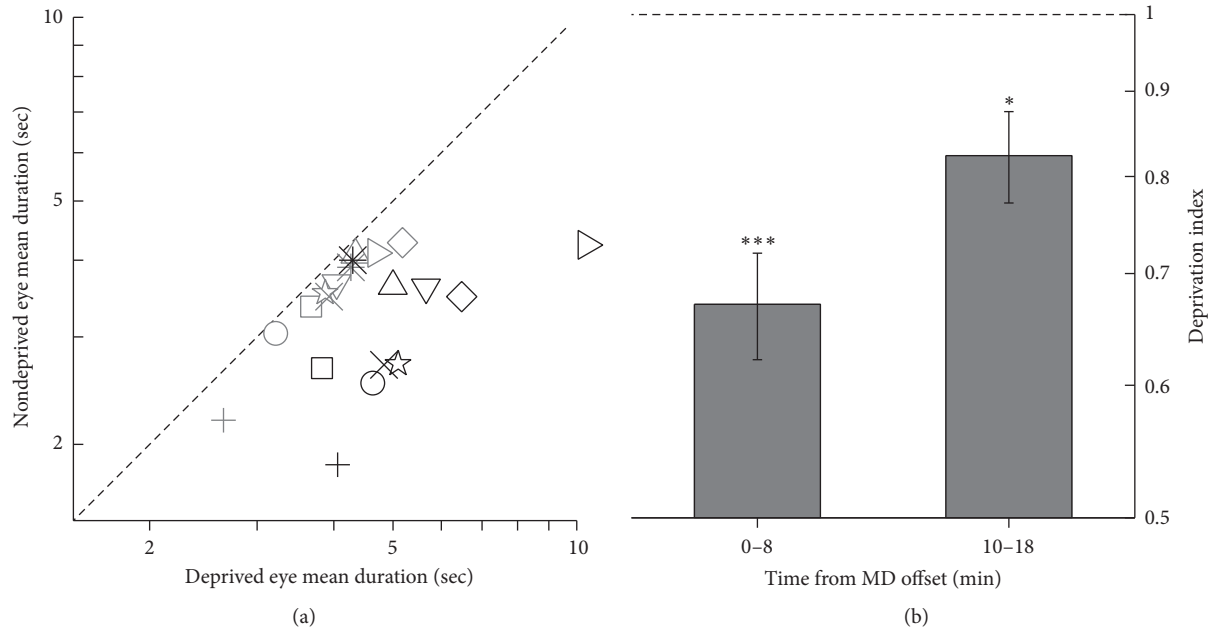 10
5
2
Nondeprived eye mean duration (sec)
2
5
10
Deprived eye mean duration (sec)
(a)
1
0.9
0.8
0.7
0.6
0.5
Deprivation index
***
*
0–8
10–18
Time from MD offset (min)
(b)